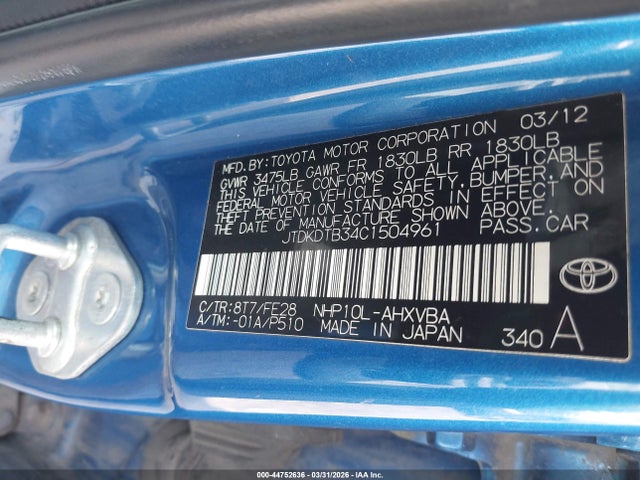 MFD.BY:TOYOTA MOTOR CORPORATION 03/12
GVWR 3475LB GAWR FR 1830LB RR 1830LB
THIS VEHICLE CONFORMS TO ALL APPLICABLE
FEDERAL MOTOR VEHICLE SAFETY,BUMPER,AND
THEFT PREVENTION STANDARDS IN EFFECT ON
THE DATE OF MANUFACTURE SHOWN ABOVE.
JTDKDTB34C1504961 PASS.CAR
C/TR:8T7/FE28 NHP10L-AHXVBA
A/TM:-01A/P510 MADE IN JAPAN
340 A
TOYOTA
000-44752636 - 03/31/2026 - IAA, Inc.